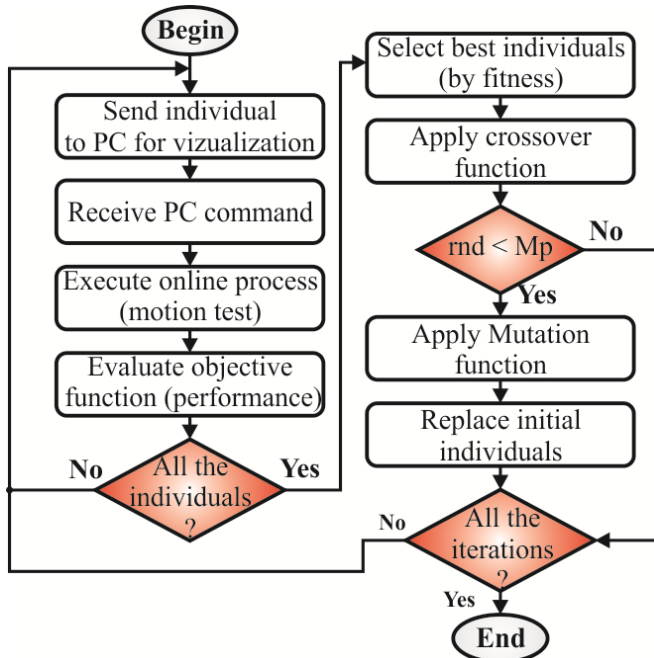 Begin
Send individual
to PC for vizualization
Receive PC command
Execute online process
(motion test)
Evaluate objective
function (performance)
No
All the
individuals
?
Yes
Select best individuals
(by fitness)
Apply crossover
function
rnd < Mp
No
Yes
Apply Mutation
function
Replace initial
individuals
No
All the
iterations
?
Yes
End